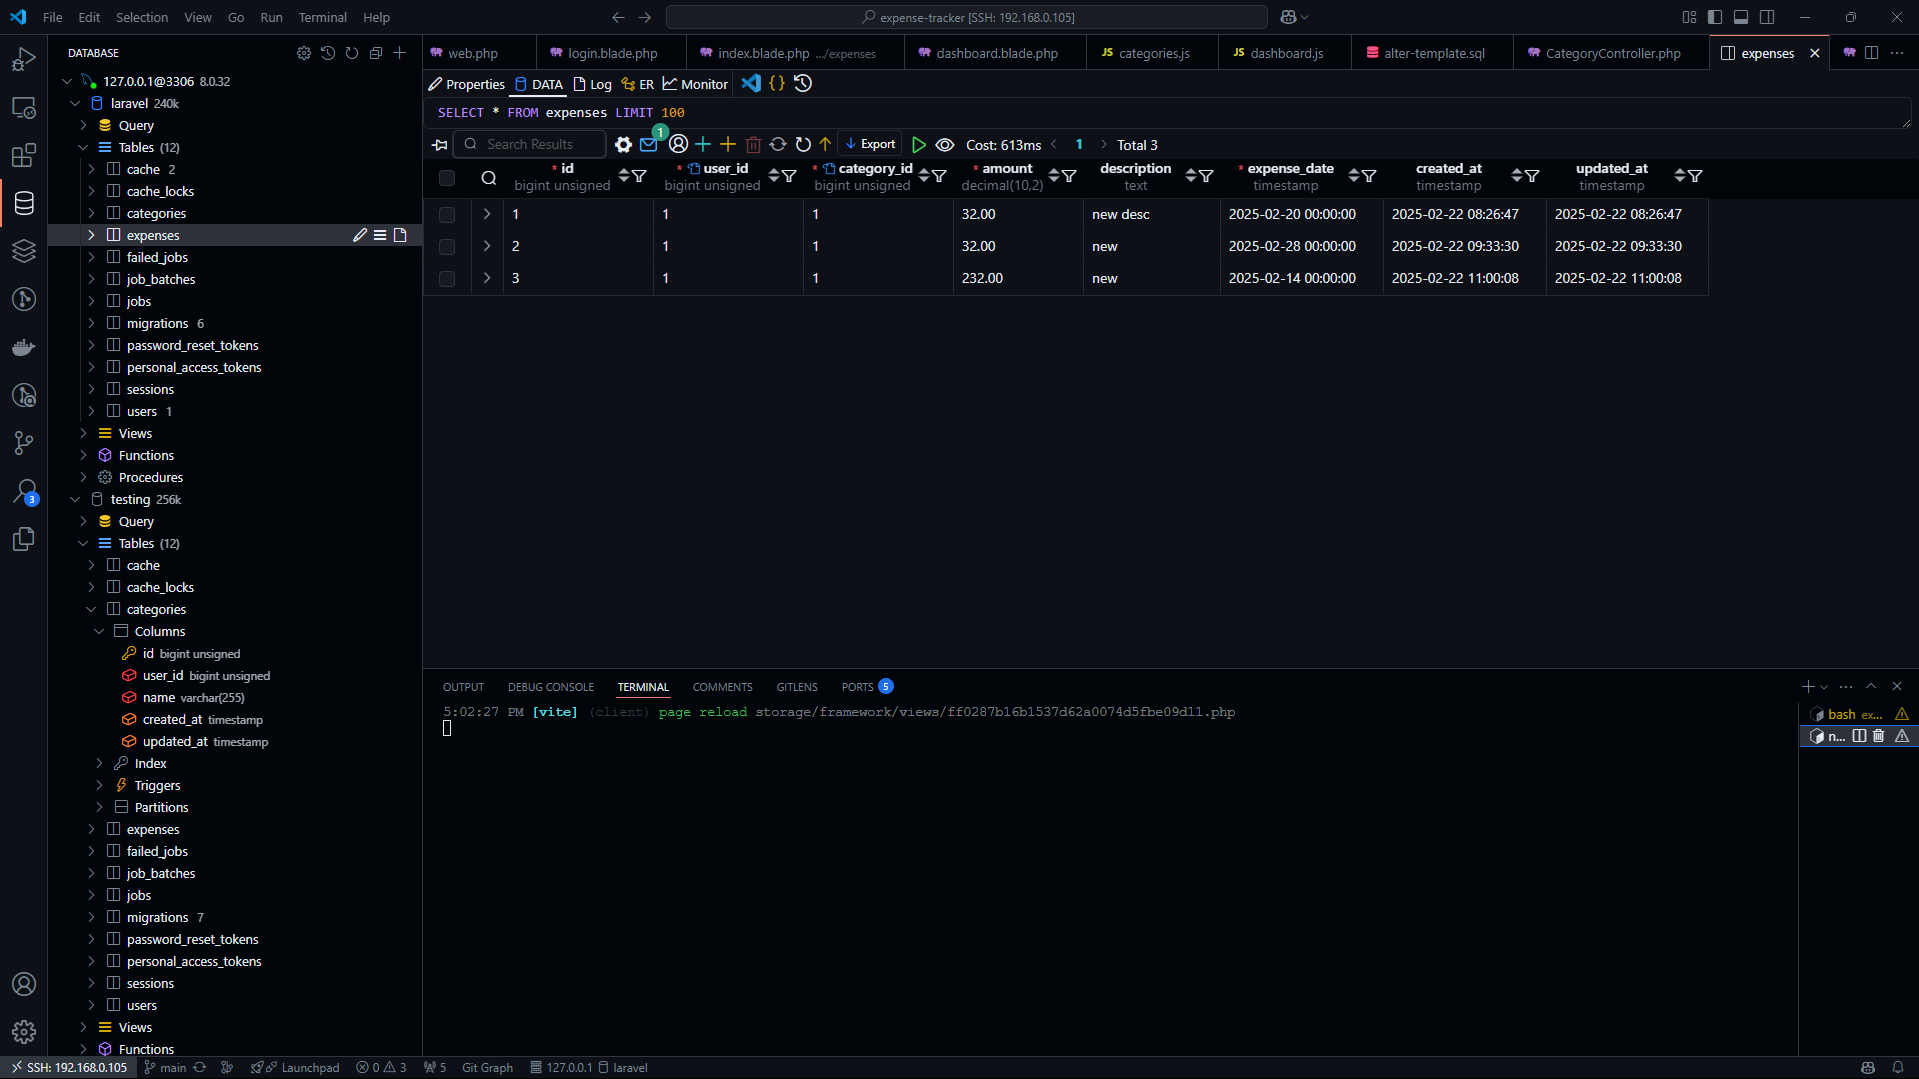 File Edit Selection View Go Run Terminal Help
expense-tracker [SSH: 192.168.0.105]
DATABASE
web.php
login.blade.php
index.blade.php .../expenses
dashboard.blade.php
JS categories.js
JS dashboard.js
alter-template.sql
CategoryController.php
expenses
127.0.0.1@3306 8.0.32
laravel 240k
Query
Tables (12)
cache 2
cache_locks
categories
expenses
failed_jobs
job_batches
jobs
migrations 6
password_reset_tokens
personal_access_tokens
sessions
users 1
Views
Functions
Procedures
testing 256k
Query
Tables (12)
cache
cache_locks
categories
Columns
id bigint unsigned
user_id bigint unsigned
name varchar(255)
created_at timestamp
updated_at timestamp
Index
Triggers
Partitions
expenses
failed_jobs
job_batches
jobs
migrations 7
password_reset_tokens
personal_access_tokens
sessions
users
Views
Functions
3
Properties DATA Log ER Monitor {}
SELECT * FROM expenses LIMIT 100
Search Results 1 Export Cost: 613ms 1 Total 3
* id * user_id * category_id * amount description * expense_date created_at updated_at
bigint unsigned bigint unsigned bigint unsigned decimal(10,2) text timestamp timestamp timestamp
1 1 1 32.00 new desc 2025-02-20 00:00:00 2025-02-22 08:26:47 2025-02-22 08:26:47
2 1 1 32.00 new 2025-02-28 00:00:00 2025-02-22 09:33:30 2025-02-22 09:33:30
3 1 1 232.00 new 2025-02-14 00:00:00 2025-02-22 11:00:08 2025-02-22 11:00:08
OUTPUT DEBUG CONSOLE TERMINAL COMMENTS GITLENS PORTS 5
5:02:27 PM [vite] (client) page reload storage/framework/views/ff0287b16b1537d62a0074d5fbe09d11.php
bash ex...
n...
SSH: 192.168.0.105 main Launchpad 0 3 5 Git Graph 127.0.0.1 laravel